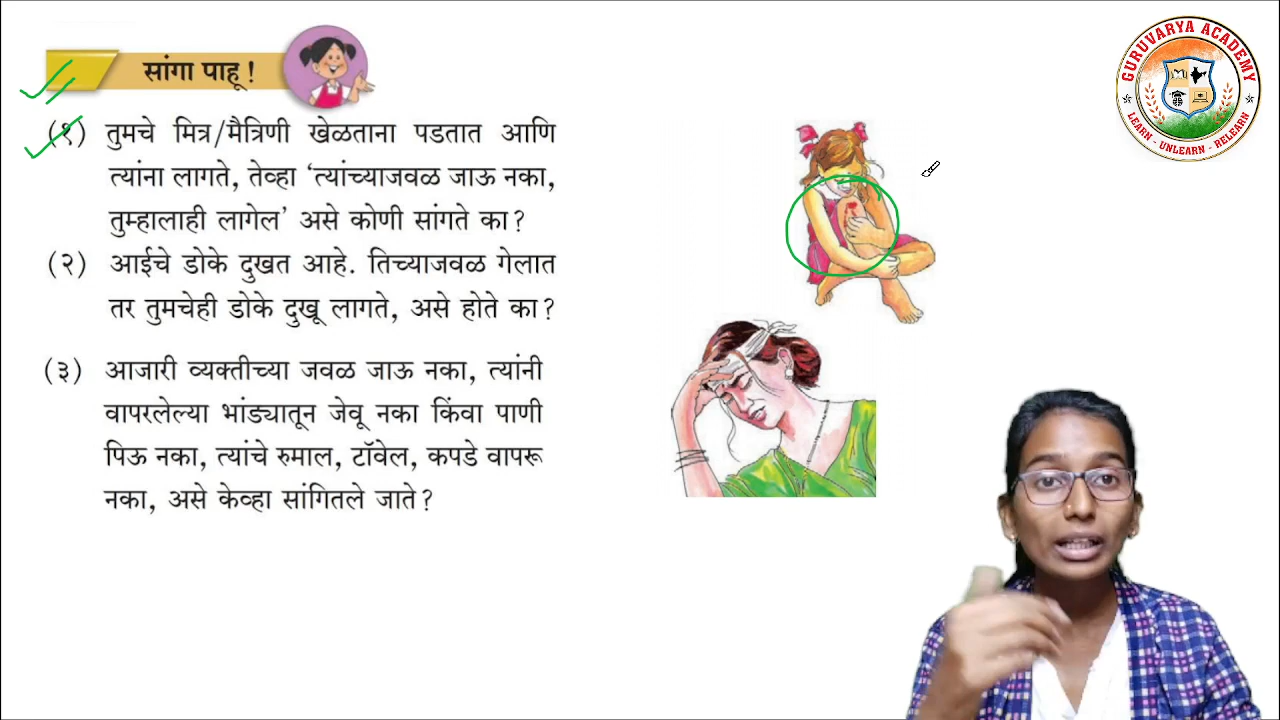 सांगा पाहू!
(१) तुमचे मित्र/मैत्रिणी खेळताना पडतात आणि
त्यांना लागते, तेव्हा ‘त्यांच्याजवळ जाऊ नका,
तुम्हालाही लागेल’ असे कोणी सांगते का?
(२) आईचे डोके दुखत आहे. तिच्याजवळ गेलात
तर तुमचेही डोके दुखू लागते, असे होते का?
(३) आजारी व्यक्तीच्या जवळ जाऊ नका, त्यांनी
वापरलेल्या भांड्यातून जेवू नका किंवा पाणी
पिऊ नका, त्यांचे रुमाल, टॉवेल, कपडे वापरू
नका, असे केव्हा सांगितले जाते?
GURUVARYA ACADEMY
LEARN - UNLEARN - RELEARN